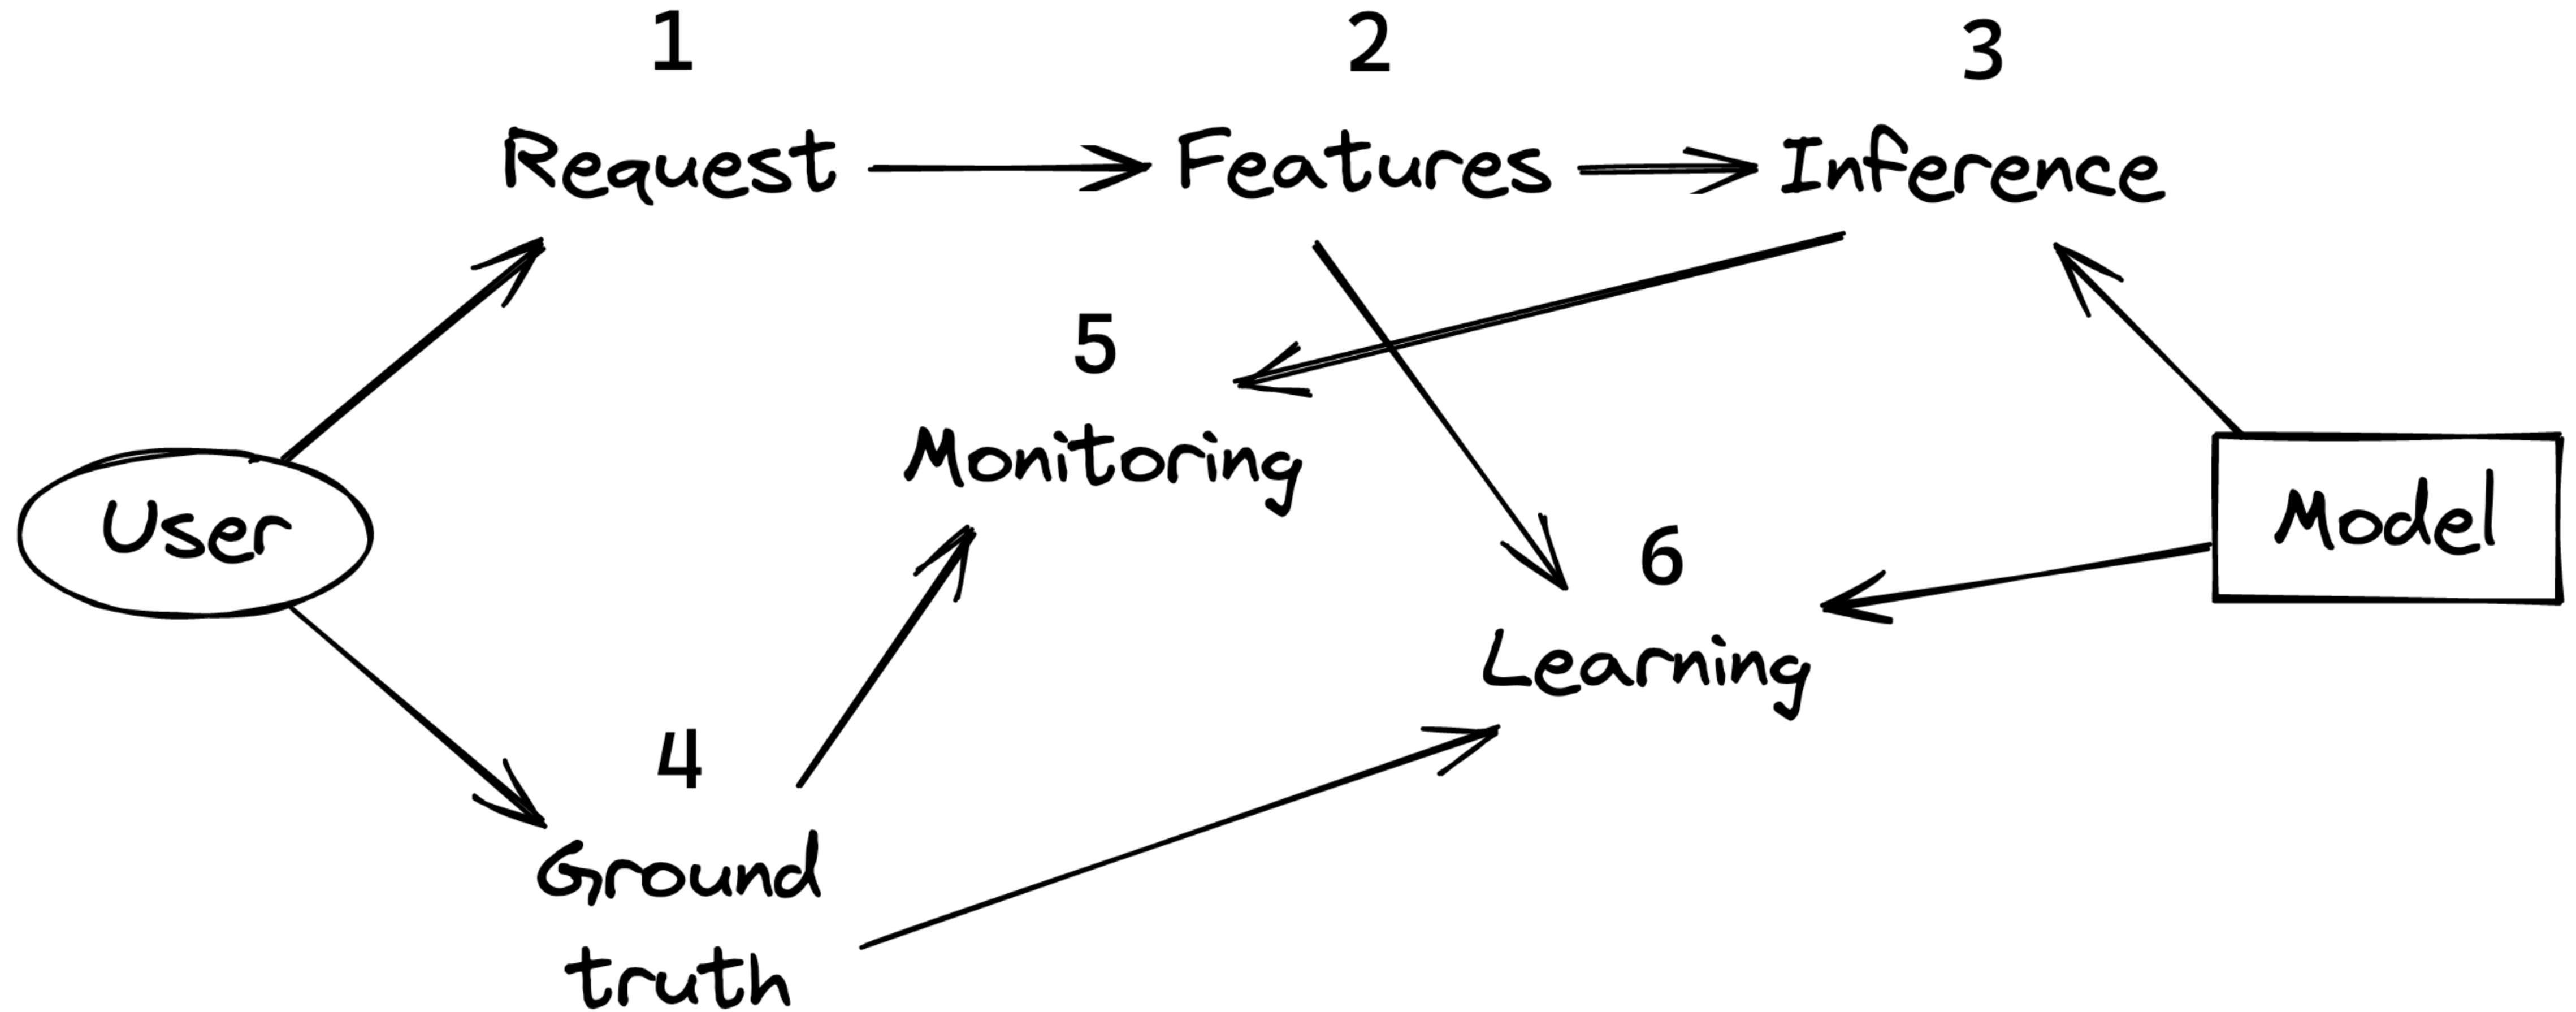 1
Request
2
Features
3
Inference
5
Monitoring
User
Model
6
Learning
4
Ground
truth